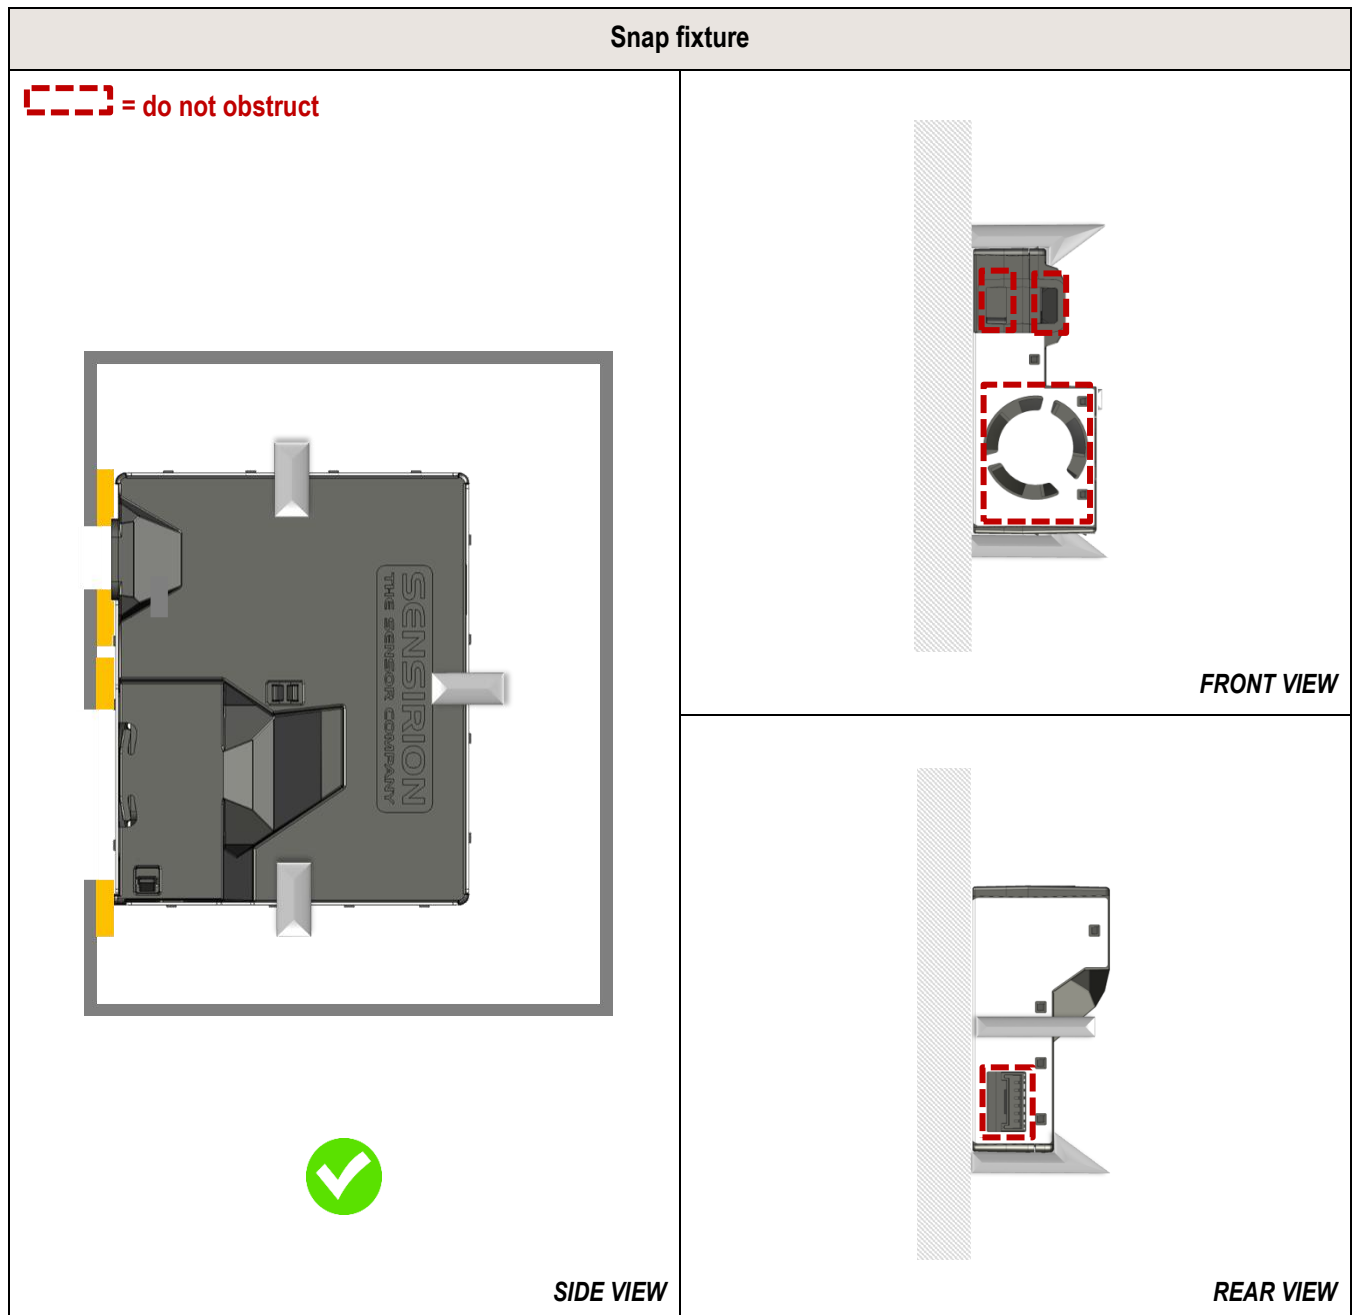 Snap fixture
= do not obstruct
SENSIRION
THE SENSOR COMPANY
SIDE VIEW
FRONT VIEW
REAR VIEW